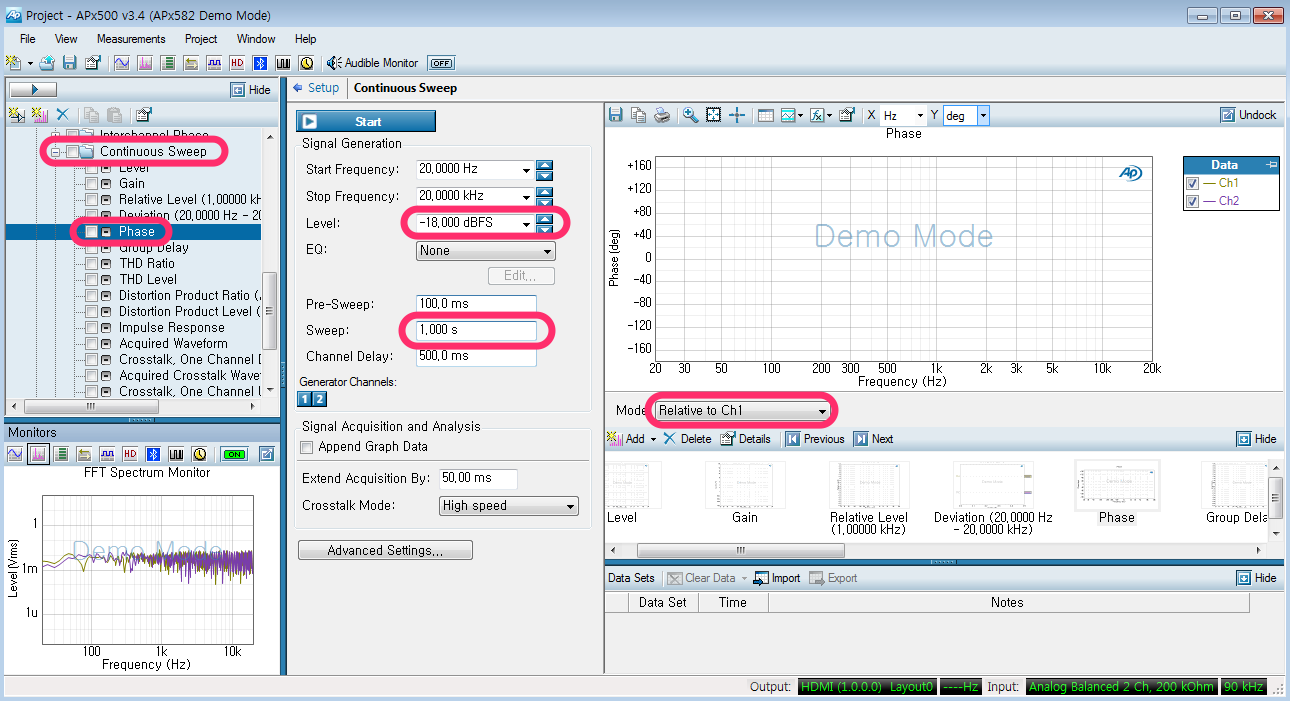 Project - APx500 v3.4 (APx582 Demo Mode)
File View Measurements Project Window Help
HD Audible Monitor OFF
Hide
Interchannel Phase
Continuous Sweep
Level
Gain
Relative Level (1,00000 kH
Deviation (20,0000 Hz - 20
Phase
Group Delay
THD Ratio
THD Level
Distortion Product Ratio (
Distortion Product Level (
Impulse Response
Acquired Waveform
Crosstalk, One Channel
Acquired Crosstalk Wave
Crosstalk, One Channel
Monitors
HD ON
FFT Spectrum Monitor
Demo Mode
Level (Vrms)
1
1m
1u
100 1k 10k
Frequency (Hz)
Setup Continuous Sweep
Start
Signal Generation
Start Frequency: 20,0000 Hz
Stop Frequency: 20,0000 kHz
Level: -18,000 dBFS
EQ: None
Edit...
Pre-Sweep: 100,0 ms
Sweep: 1,000 s
Channel Delay: 500,0 ms
Generator Channels:
1 2
Signal Acquisition and Analysis
Append Graph Data
Extend Acquisition By: 50,00 ms
Crosstalk Mode: High speed
Advanced Settings...
X Hz Y deg Undock
Phase
AP
Demo Mode
Phase (deg)
+160
+120
+80
+40
0
-40
-80
-120
-160
20 30 50 100 200 300 500 1k 2k 3k 5k 10k 20k
Frequency (Hz)
Data
Ch1
Ch2
Mode Relative to Ch1
Add Delete Details Previous Next Hide
Level
Gain
Relative Level
(1,00000 kHz)
Deviation (20,0000 Hz
- 20,0000 kHz)
Phase
Group Dela
Data Sets Clear Data Import Export Hide
Data Set Time Notes
Output: HDMI (1.0.0.0) Layout0 ----Hz Input: Analog Balanced 2 Ch, 200 kOhm 90 kHz